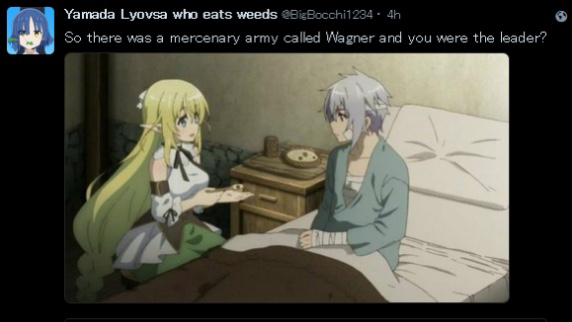 Yamada Lyovsa who eats weeds @BigBocchi1234 · 4h
So there was a mercenary army called Wagner and you were the leader?